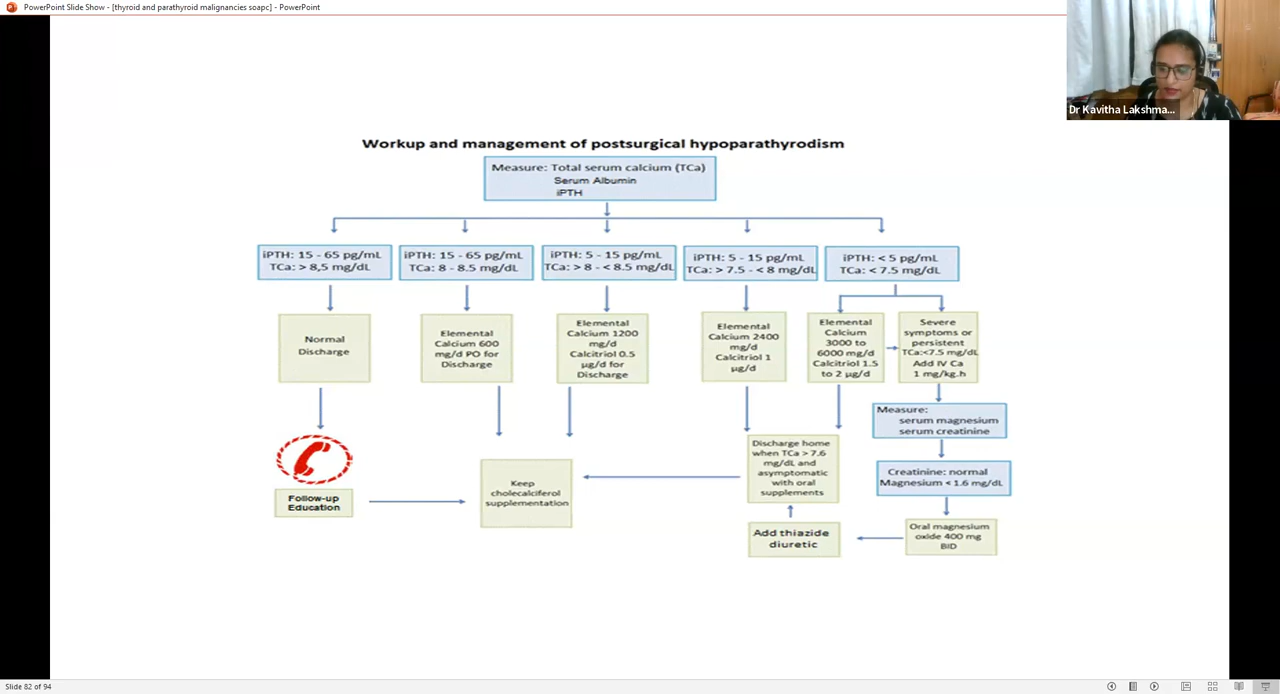 PowerPoint Slide Show - [thyroid and parathyroid malignancies soapc] - PowerPoint
Dr Kavitha Lakshma...
Workup and management of postsurgical hypoparathyrodism
Measure: Total serum calcium (TCa)
Serum Albumin
iPTH
iPTH: 15 - 65 pg/mL
TCa: > 8,5 mg/dL
iPTH: 15 - 65 pg/mL
TCa: 8 - 8.5 mg/dL
iPTH: 5 - 15 pg/mL
TCa: > 8 - < 8.5 mg/dL
iPTH: 5 - 15 pg/mL
TCa: > 7.5 - < 8 mg/dL
iPTH: < 5 pg/mL
TCa: < 7.5 mg/dL
Normal
Discharge
Elemental
Calcium 600
mg/d PO for
Discharge
Elemental
Calcium 1200
mg/d
Calcitriol 0.5
µg/d for
Discharge
Elemental
Calcium 2400
mg/d
Calcitriol 1
µg/d
Elemental
Calcium
3000 to
6000 mg/d
Calcitriol 1.5
to 2 µg/d
Severe
symptoms or
persistent
TCa:<7.5 mg/dL
Add IV Ca
1 mg/kg.h
Measure:
serum magnesium
serum creatinine
Creatinine: normal
Magnesium < 1.6 mg/dL
Oral magnesium
oxide 400 mg
BID
Add thiazide
diuretic
Discharge home
when TCa > 7.6
mg/dL and
asymptomatic
with oral
supplements
Keep
cholecalciferol
supplementation
Follow-up
Education
Slide 82 of 94